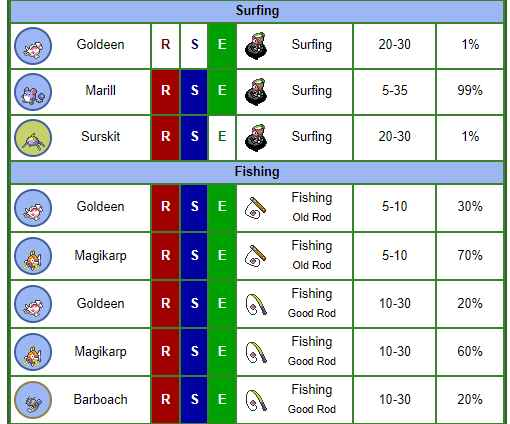 Surfing
Goldeen R S E Surfing 20-30 1%
Marill R S E Surfing 5-35 99%
Surskit R S E Surfing 20-30 1%
Fishing
Goldeen R S E Fishing 5-10 30%
Old Rod
Magikarp R S E Fishing 5-10 70%
Old Rod
Goldeen R S E Fishing 10-30 20%
Good Rod
Magikarp R S E Fishing 10-30 60%
Good Rod
Barboach R S E Fishing 10-30 20%
Good Rod